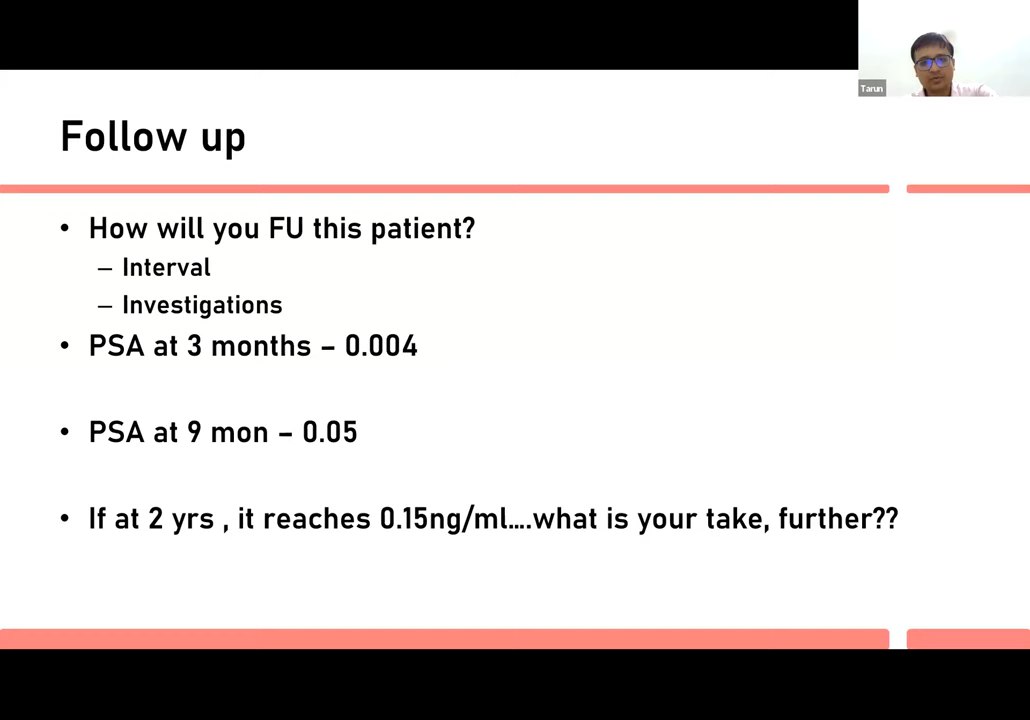 Tarun
Follow up
• How will you FU this patient?
– Interval
– Investigations
• PSA at 3 months – 0.004
• PSA at 9 mon – 0.05
• If at 2 yrs , it reaches 0.15ng/ml….what is your take, further??